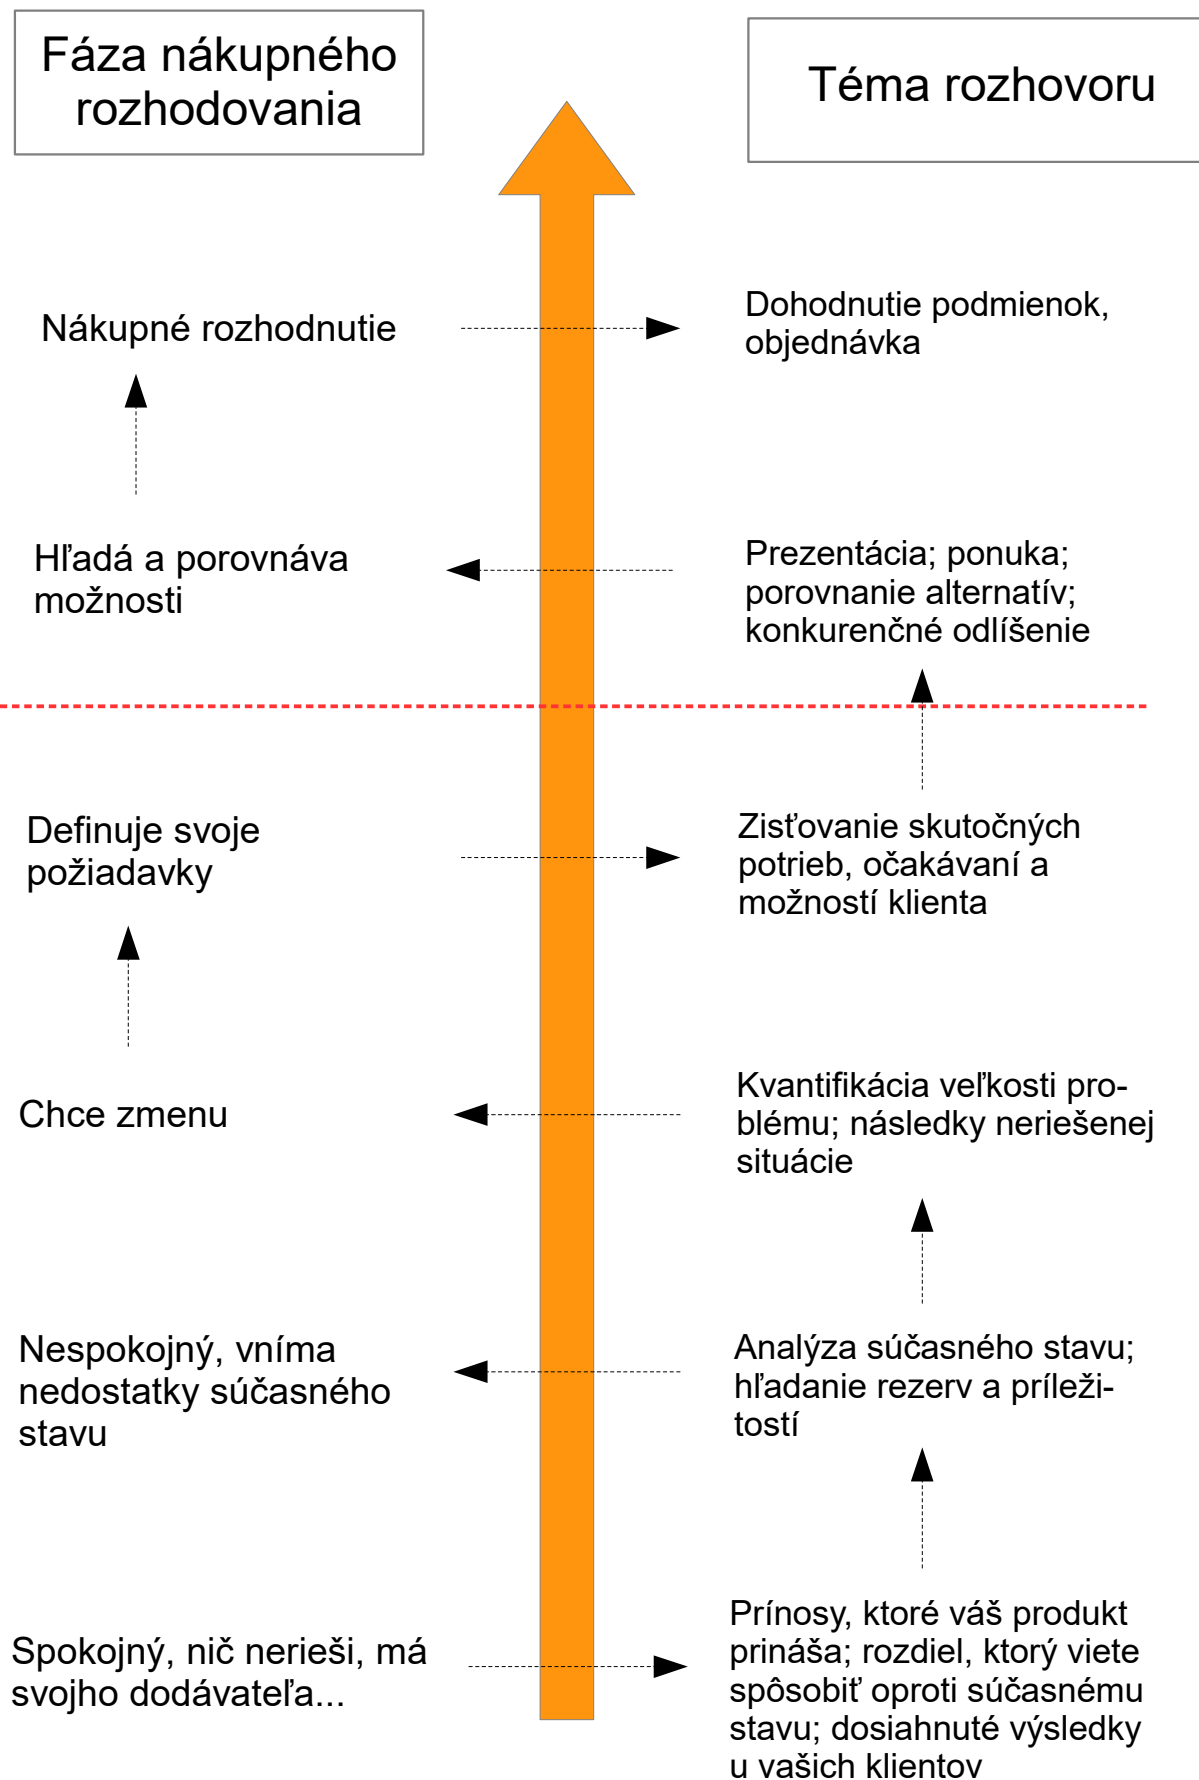 Fáza nákupného
rozhodovania
Téma rozhovoru
Nákupné rozhodnutie
Dohodnutie podmienok,
objednávka
Hľadá a porovnáva
možnosti
Prezentácia; ponuka;
porovnanie alternatív;
konkurenčné odlíšenie
Definuje svoje
požiadavky
Zisťovanie skutočných
potrieb, očakávaní a
možností klienta
Chce zmenu
Kvantifikácia veľkosti pro-
blému; následky neriešenej
situácie
Nespokojný, vníma
nedostatky súčasného
stavu
Analýza súčasného stavu;
hľadanie rezerv a príleži-
tostí
Spokojný, nič nerieši, má
svojho dodávateľa...
Prínosy, ktoré váš produkt
prináša; rozdiel, ktorý viete
spôsobiť oproti súčasnému
stavu; dosiahnuté výsledky
u vašich klientov